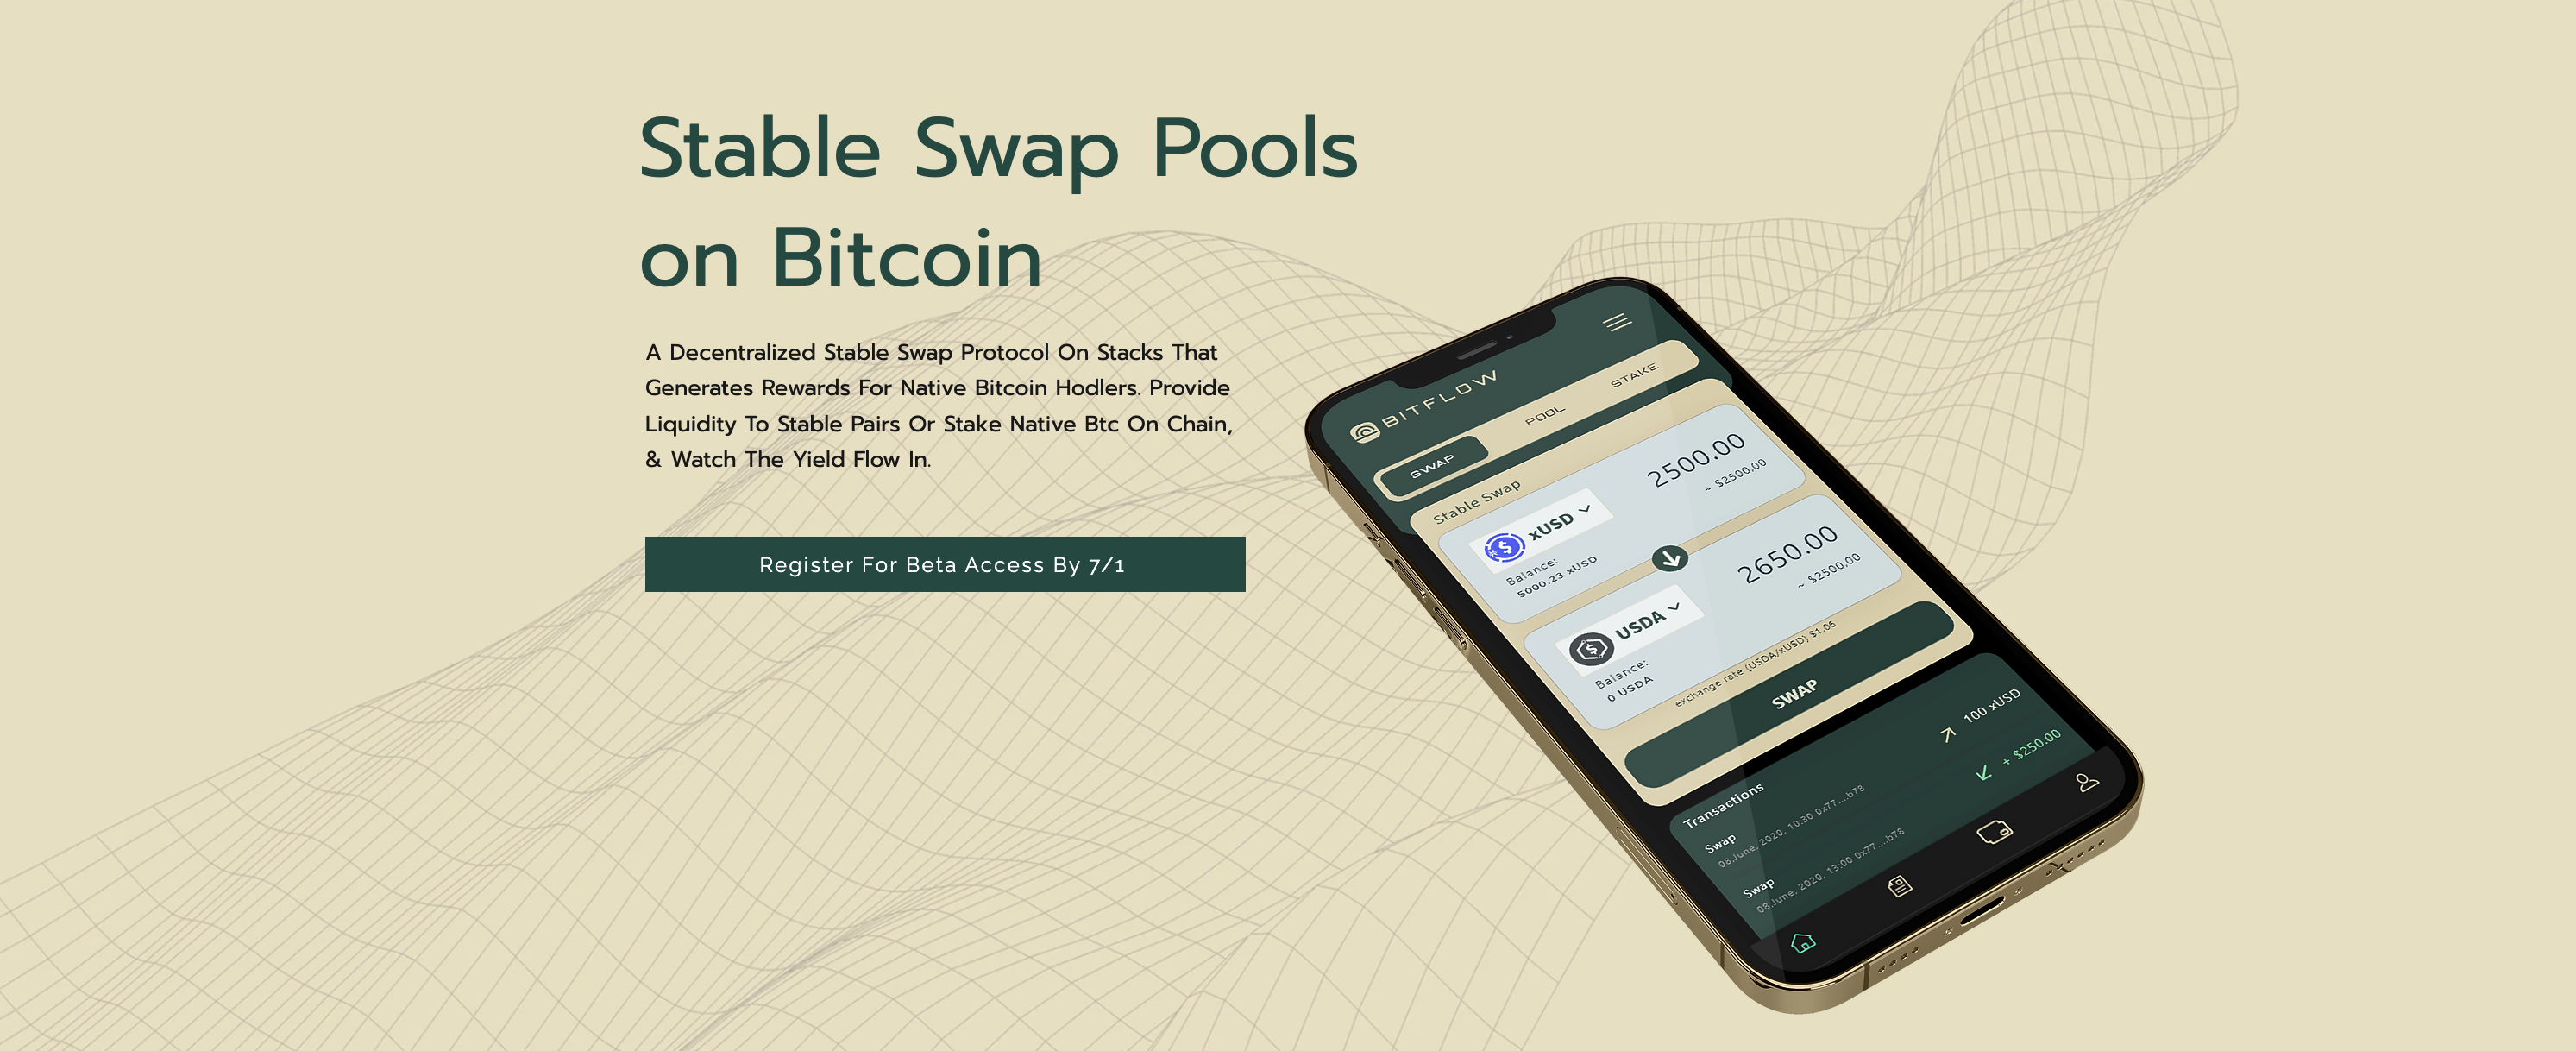 Stable Swap Pools
on Bitcoin
A Decentralized Stable Swap Protocol On Stacks That
Generates Rewards For Native Bitcoin Hodlers. Provide
Liquidity To Stable Pairs Or Stake Native Btc On Chain,
& Watch The Yield Flow In.
Register For Beta Access By 7/1
BITFLOW
SWAP POOL STAKE
Stable Swap
xUSD 2500.00
~ $2500,00
Balance:
5000.23 xUSD
USDA 2650.00
~ $2500,00
Balance:
0 USDA
exchange rate (USDA/xUSD) $1.06
SWAP
Transactions
Swap 100 xUSD
08 June, 2020, 10:30 0x77....b78
Swap + $250.00
08 June, 2020, 13:00 0x77....b78